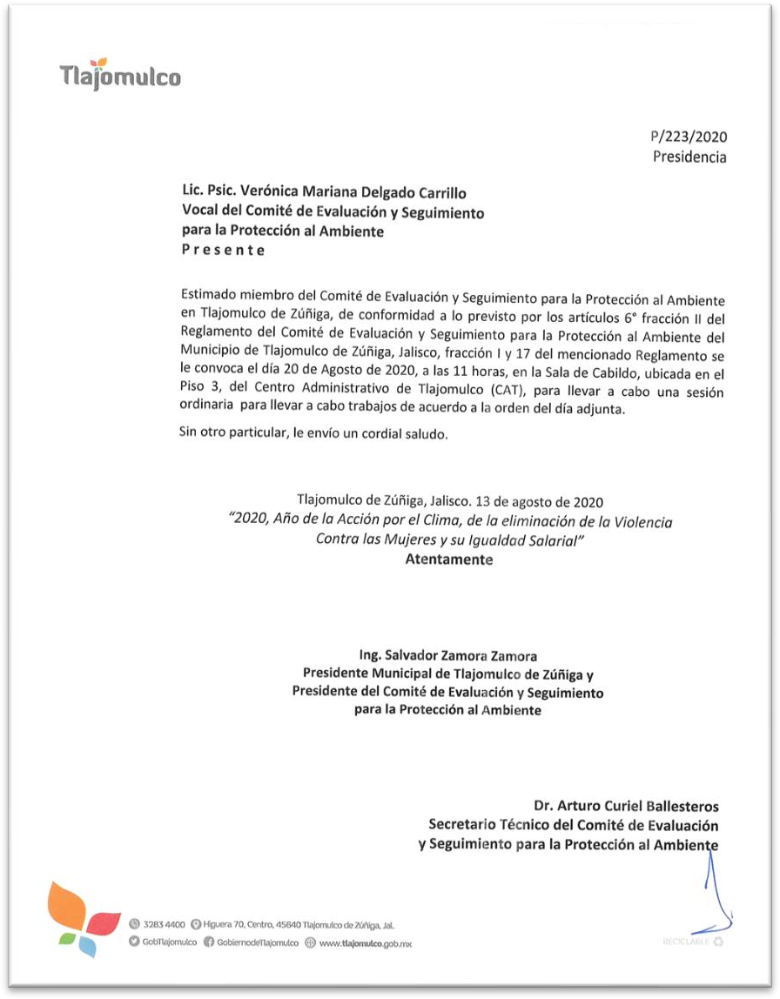 Tlajomulco
P/223/2020
Presidencia
Lic. Psic. Verónica Mariana Delgado Carrillo
Vocal del Comité de Evaluación y Seguimiento
para la Protección al Ambiente
P r e s e n t e
Estimado miembro del Comité de Evaluación y Seguimiento para la Protección al Ambiente
en Tlajomulco de Zúñiga, de conformidad a lo previsto por los artículos 6° fracción II del
Reglamento del Comité de Evaluación y Seguimiento para la Protección al Ambiente del
Municipio de Tlajomulco de Zúñiga, Jalisco, fracción I y 17 del mencionado Reglamento se
le convoca el día 20 de Agosto de 2020, a las 11 horas, en la Sala de Cabildo, ubicada en el
Piso 3, del Centro Administrativo de Tlajomulco (CAT), para llevar a cabo una sesión
ordinaria para llevar a cabo trabajos de acuerdo a la orden del día adjunta.
Sin otro particular, le envío un cordial saludo.
Tlajomulco de Zúñiga, Jalisco. 13 de agosto de 2020
“2020, Año de la Acción por el Clima, de la eliminación de la Violencia
Contra las Mujeres y su Igualdad Salarial”
Atentamente
Ing. Salvador Zamora Zamora
Presidente Municipal de Tlajomulco de Zúñiga y
Presidente del Comité de Evaluación y Seguimiento
para la Protección al Ambiente
Dr. Arturo Curiel Ballesteros
Secretario Técnico del Comité de Evaluación
y Seguimiento para la Protección al Ambiente
3283 4400 Higuera 70, Centro, 45640 Tlajomulco de Zúñiga, Jal.
GobTlajomulco GobiernodeTlajomulco www.tlajomulco.gob.mx
RECICLABLE